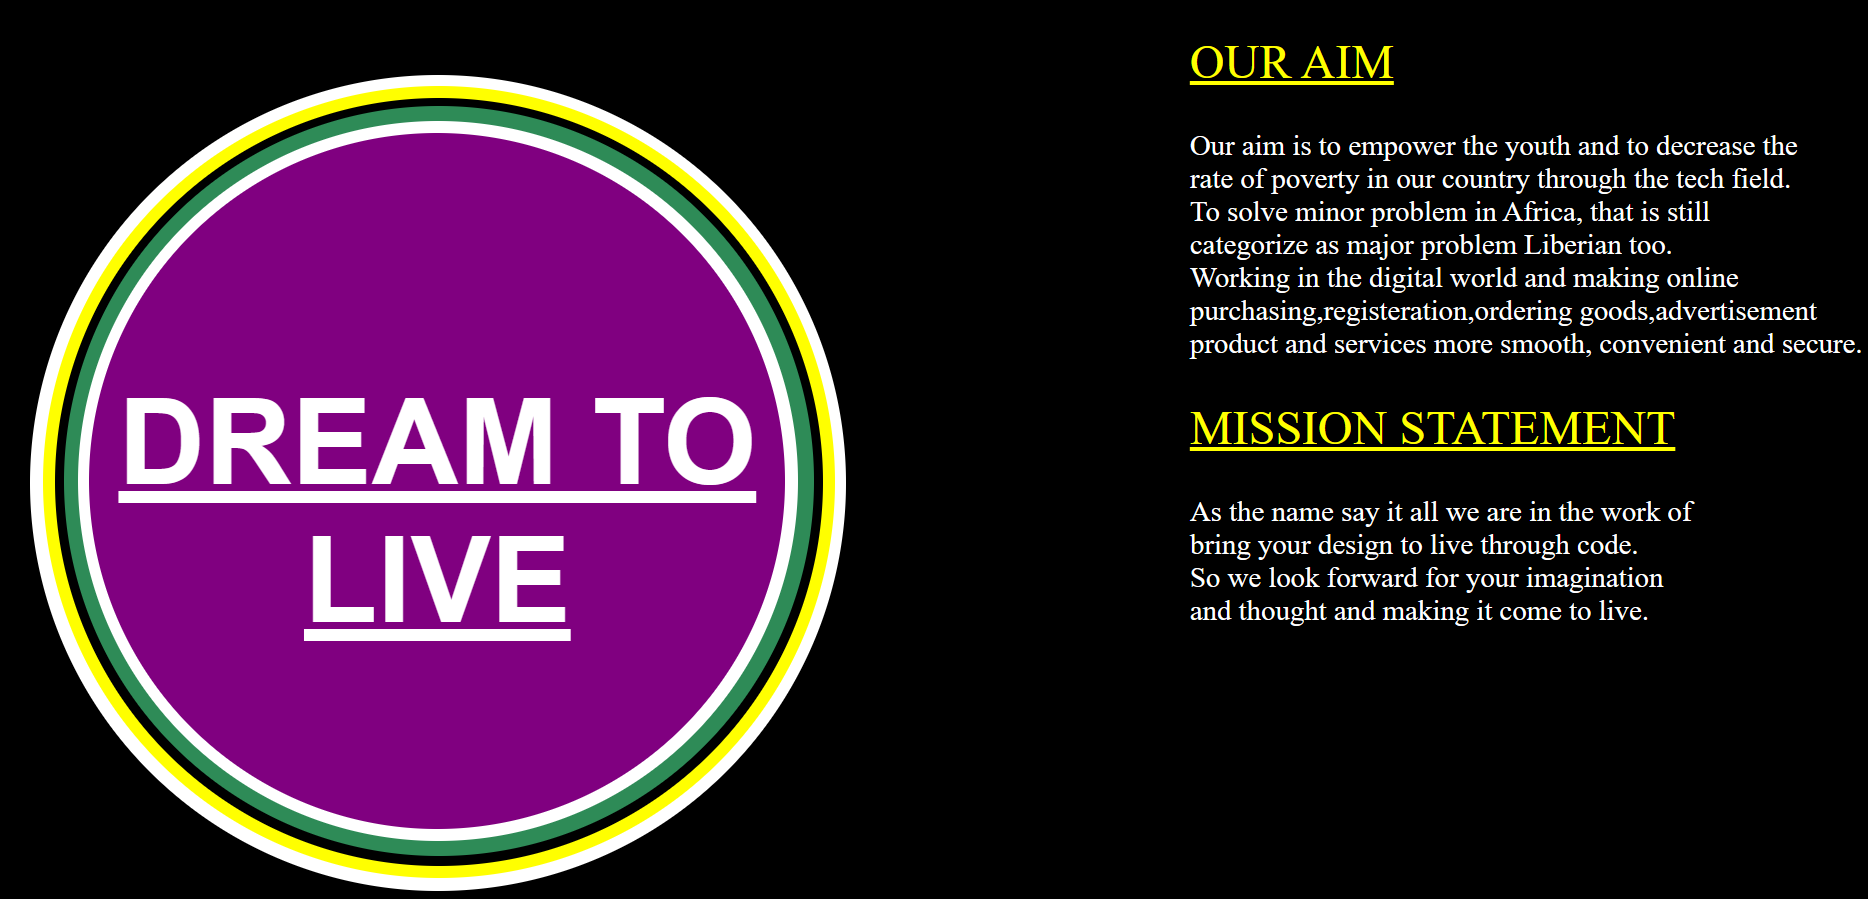 DREAM TO
LIVE
OUR AIM
Our aim is to empower the youth and to decrease the
rate of poverty in our country through the tech field.
To solve minor problem in Africa, that is still
categorize as major problem Liberian too.
Working in the digital world and making online
purchasing,registeration,ordering goods,advertisement
product and services more smooth, convenient and secure.
MISSION STATEMENT
As the name say it all we are in the work of
bring your design to live through code.
So we look forward for your imagination
and thought and making it come to live.